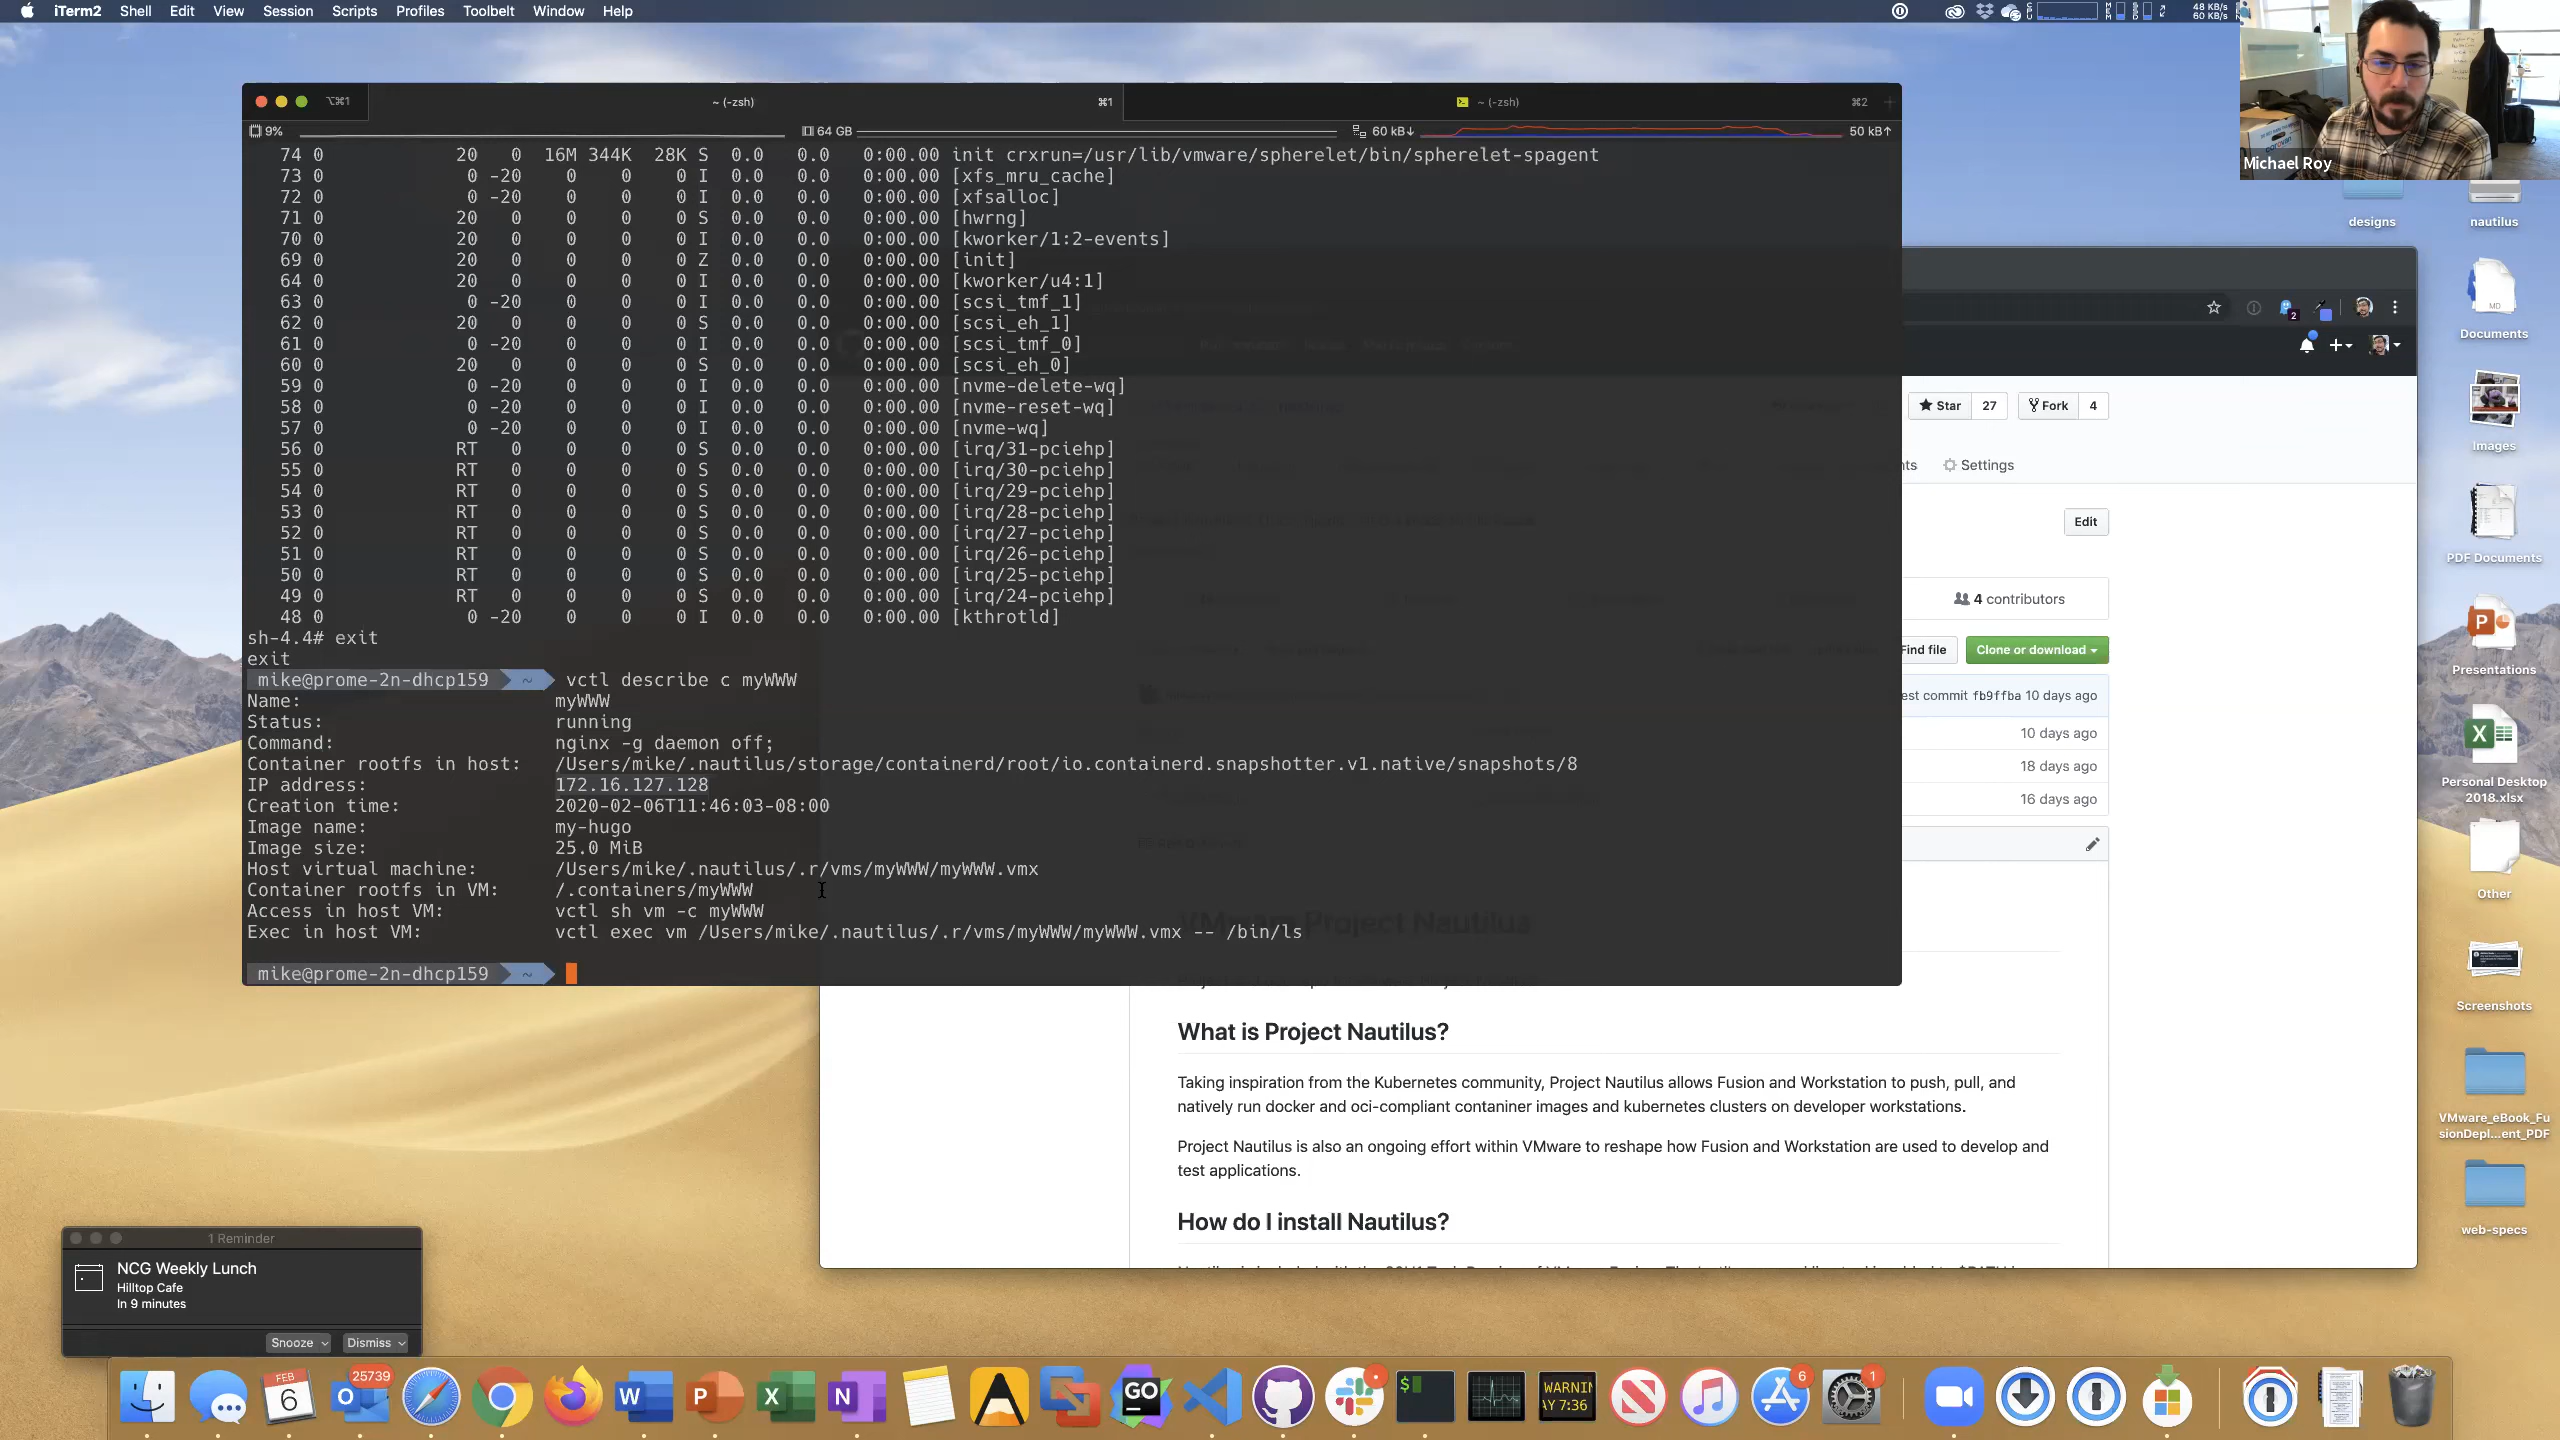 iTerm2 Shell Edit View Session Scripts Profiles Toolbelt Window Help
48 KB/s
60 KB/s
Michael Roy
⌥⌘1 ~ (-zsh) ⌘1 ~ (-zsh) ⌘2
9% 64 GB 60 kB↓ 50 kB↑
74 0 20 0 16M 344K 28K S 0.0 0.0 0:00.00 init crxrun=/usr/lib/vmware/spherelet/bin/spherelet-spagent
73 0 0 -20 0 0 0 I 0.0 0.0 0:00.00 [xfs_mru_cache]
72 0 0 -20 0 0 0 I 0.0 0.0 0:00.00 [xfsalloc]
71 0 20 0 0 0 0 S 0.0 0.0 0:00.00 [hwrng]
70 0 20 0 0 0 0 I 0.0 0.0 0:00.00 [kworker/1:2-events]
69 0 20 0 0 0 0 Z 0.0 0.0 0:00.00 [init]
64 0 20 0 0 0 0 I 0.0 0.0 0:00.00 [kworker/u4:1]
63 0 0 -20 0 0 0 I 0.0 0.0 0:00.00 [scsi_tmf_1]
62 0 20 0 0 0 0 S 0.0 0.0 0:00.00 [scsi_eh_1]
61 0 0 -20 0 0 0 I 0.0 0.0 0:00.00 [scsi_tmf_0]
60 0 20 0 0 0 0 S 0.0 0.0 0:00.00 [scsi_eh_0]
59 0 0 -20 0 0 0 I 0.0 0.0 0:00.00 [nvme-delete-wq]
58 0 0 -20 0 0 0 I 0.0 0.0 0:00.00 [nvme-reset-wq]
57 0 0 -20 0 0 0 I 0.0 0.0 0:00.00 [nvme-wq]
56 0 RT 0 0 0 0 S 0.0 0.0 0:00.00 [irq/31-pciehp]
55 0 RT 0 0 0 0 S 0.0 0.0 0:00.00 [irq/30-pciehp]
54 0 RT 0 0 0 0 S 0.0 0.0 0:00.00 [irq/29-pciehp]
53 0 RT 0 0 0 0 S 0.0 0.0 0:00.00 [irq/28-pciehp]
52 0 RT 0 0 0 0 S 0.0 0.0 0:00.00 [irq/27-pciehp]
51 0 RT 0 0 0 0 S 0.0 0.0 0:00.00 [irq/26-pciehp]
50 0 RT 0 0 0 0 S 0.0 0.0 0:00.00 [irq/25-pciehp]
49 0 RT 0 0 0 0 S 0.0 0.0 0:00.00 [irq/24-pciehp]
48 0 0 -20 0 0 0 I 0.0 0.0 0:00.00 [kthrotld]
sh-4.4# exit
exit
mike@prome-2n-dhcp159 ~ vctl describe c myWWW
Name: myWWW
Status: running
Command: nginx -g daemon off;
Container rootfs in host: /Users/mike/.nautilus/storage/containerd/root/io.containerd.snapshotter.v1.native/snapshots/8
IP address: 172.16.127.128
Creation time: 2020-02-06T11:46:03-08:00
Image name: my-hugo
Image size: 25.0 MiB
Host virtual machine: /Users/mike/.nautilus/.r/vms/myWWW/myWWW.vmx
Container rootfs in VM: /.containers/myWWW
Access in host VM: vctl sh vm -c myWWW
Exec in host VM: vctl exec vm /Users/mike/.nautilus/.r/vms/myWWW/myWWW.vmx -- /bin/ls
mike@prome-2n-dhcp159 ~
2
Star 27 Fork 4
nts Settings
Edit
4 contributors
Find file Clone or download
est commit fb9ffba 10 days ago
10 days ago
18 days ago
16 days ago
VMware Project Nautilus
What is Project Nautilus?
Taking inspiration from the Kubernetes community, Project Nautilus allows Fusion and Workstation to push, pull, and
natively run docker and oci-compliant contaniner images and kubernetes clusters on developer workstations.
Project Nautilus is also an ongoing effort within VMware to reshape how Fusion and Workstation are used to develop and
test applications.
How do I install Nautilus?
designs
nautilus
MD
Documents
Images
PDF Documents
P
Presentations
X
Personal Desktop
2018.xlsx
Other
Screenshots
VMware_eBook_Fu
sionDepl...ent_PDF
web-specs
1 Reminder
NCG Weekly Lunch
Hilltop Cafe
In 9 minutes
Snooze Dismiss
FEB
6
25739
O
W
P
X
N
GO
$
WARNIN
AY 7:36
6
1